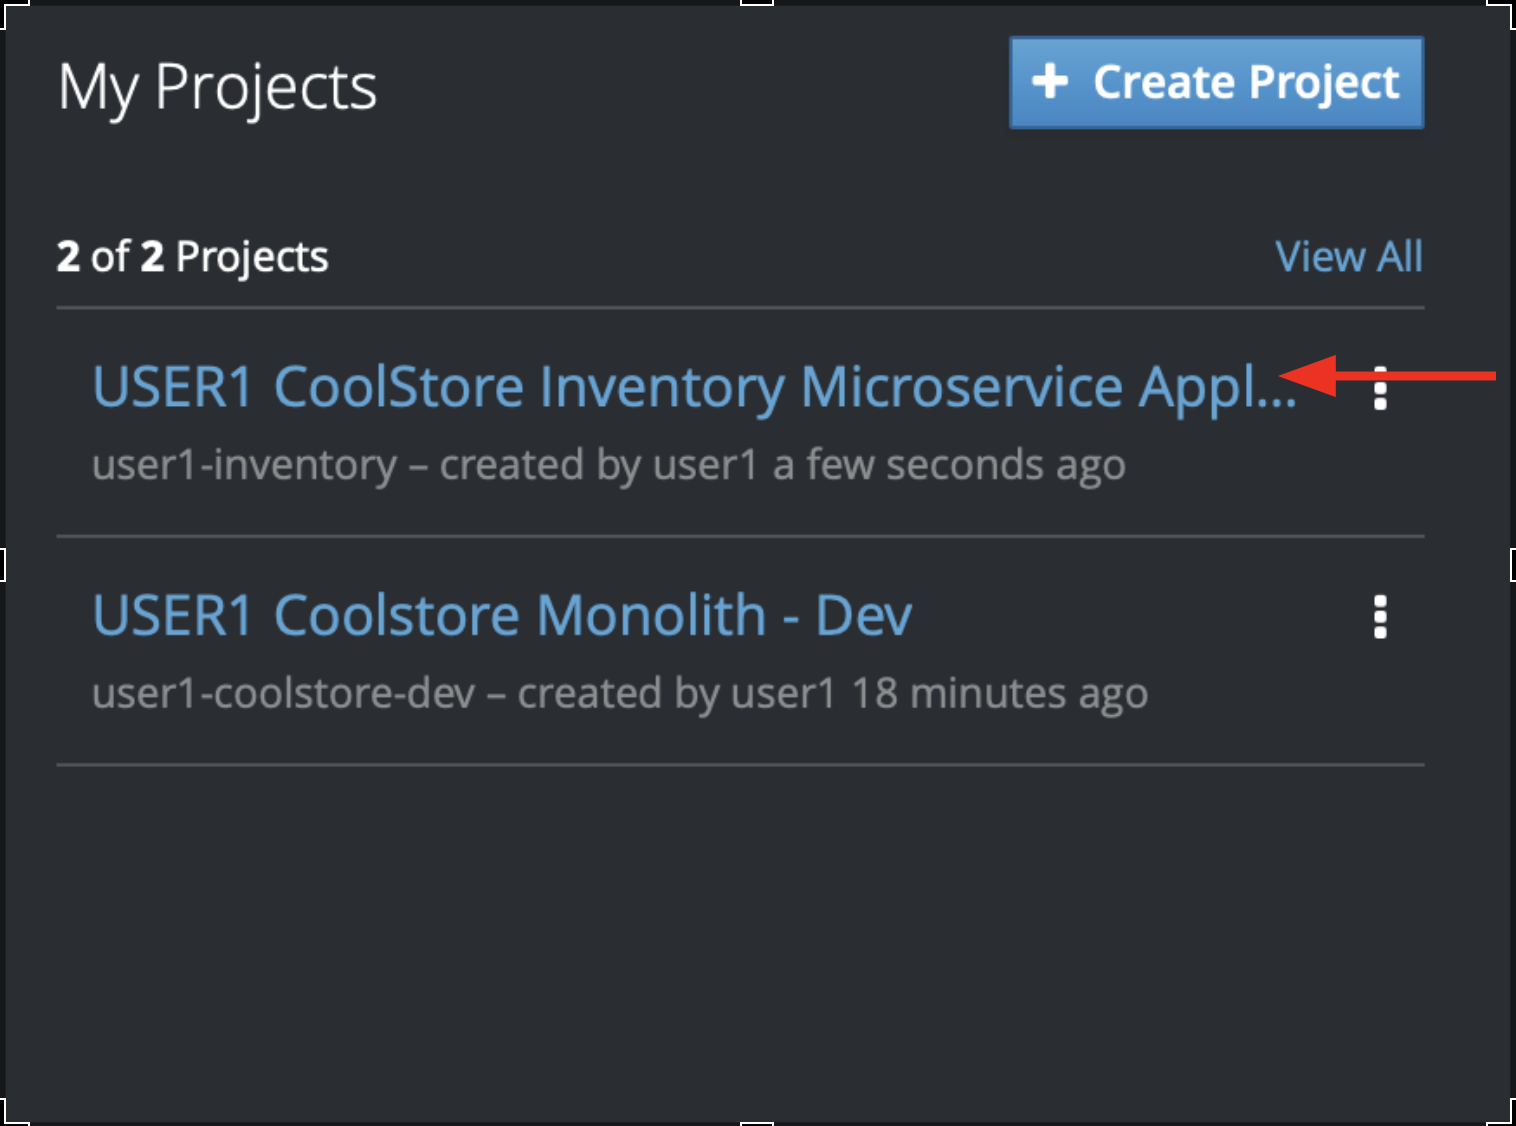 My Projects
+ Create Project
2 of 2 Projects
View All
USER1 CoolStore Inventory Microservice Appl...
user1-inventory – created by user1 a few seconds ago
USER1 Coolstore Monolith - Dev
user1-coolstore-dev – created by user1 18 minutes ago